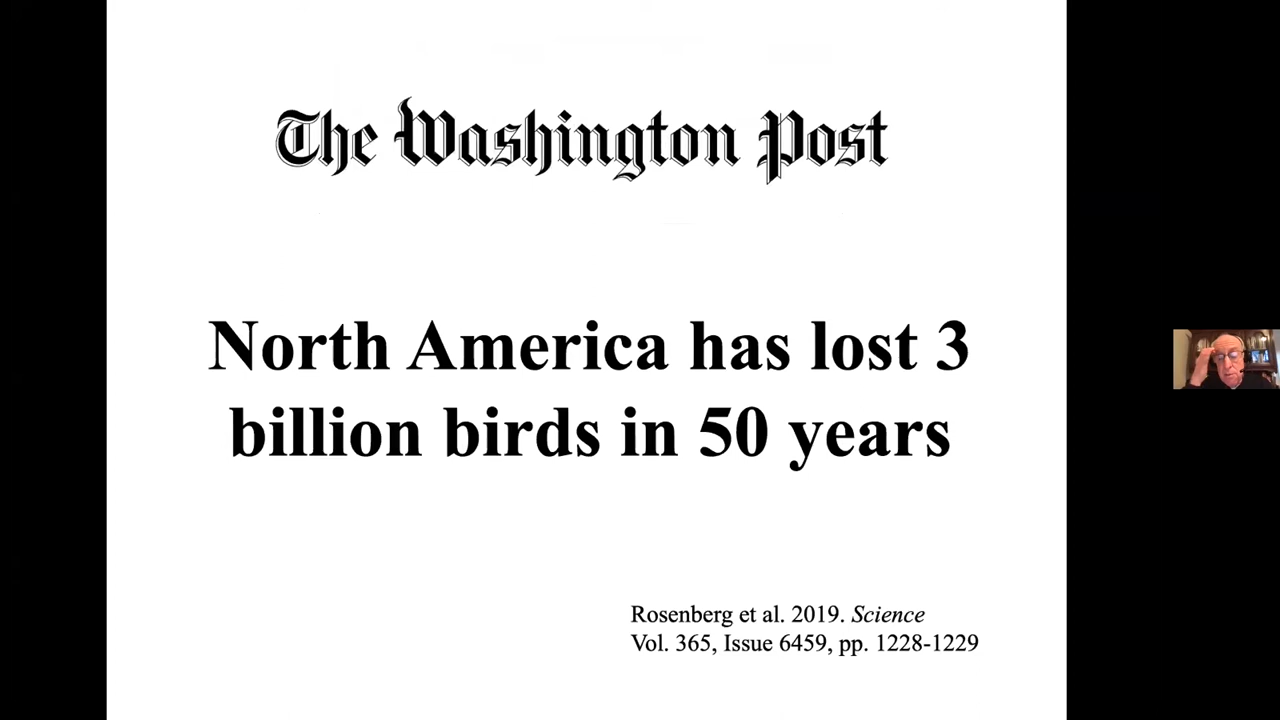 The Washington Post
North America has lost 3
billion birds in 50 years
Rosenberg et al. 2019. Science
Vol. 365, Issue 6459, pp. 1228-1229